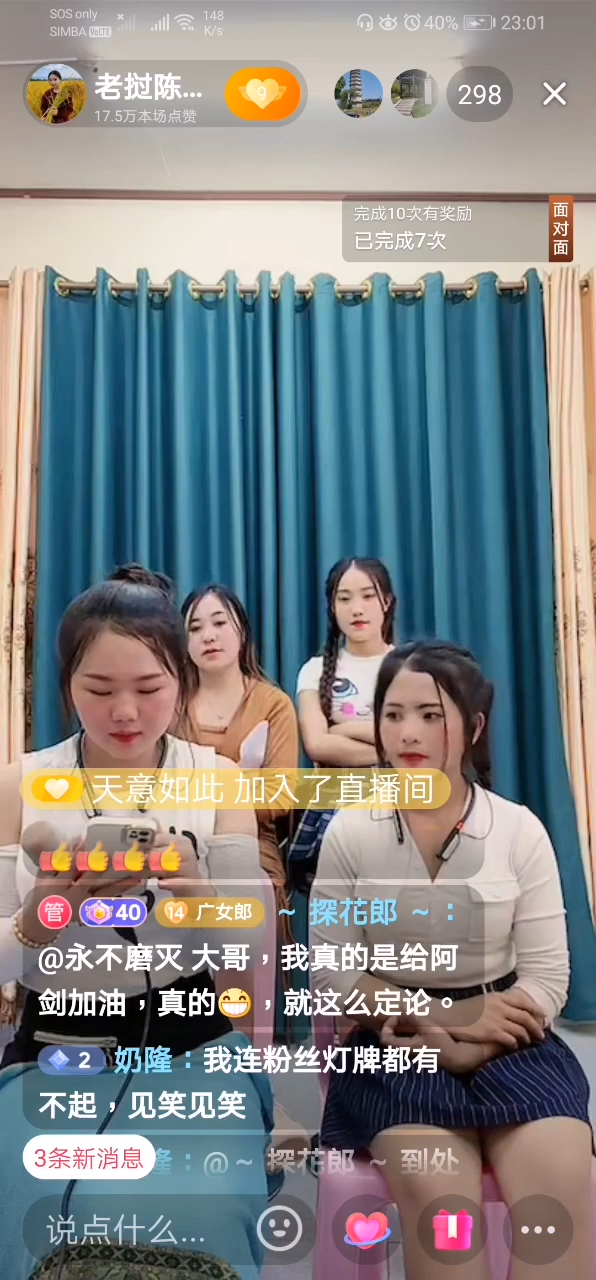 SOS only
148
SIMBA VoLTE
K/s
40%
23:01
老挝陈...
17.5万本场点赞
9
298
完成10次有奖励
已完成7次
面对面
天意如此 加入了直播间
管 40 14 广女郎 ~ 探花郎 ~ :
@永不磨灭 大哥,我真的是给阿
剑加油,真的😁,就这么定论。
2 奶隆:我连粉丝灯牌都有
不起,见笑见笑
3条新消息
隆:@~ 探花郎 ~ 到处
说点什么...